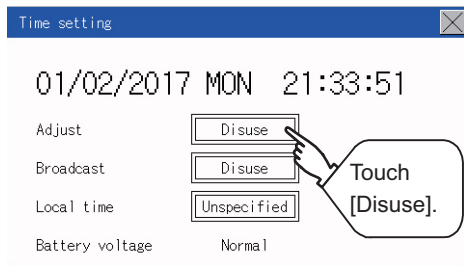 Time setting
01/02/2017 MON 21:33:51
Adjust Disuse
Broadcast Disuse
Touch
[Disuse].
Local time Unspecified
Battery voltage Normal